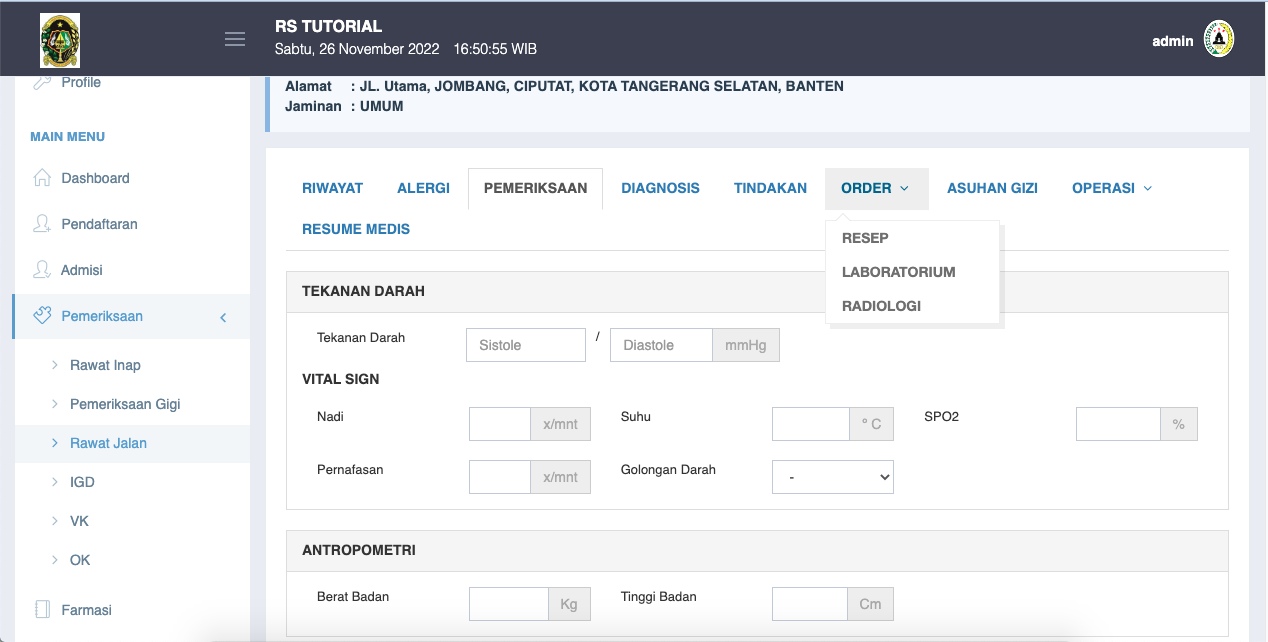 RS TUTORIAL
Sabtu, 26 November 2022 16:50:55 WIB
admin
Profile
MAIN MENU
Dashboard
Pendaftaran
Admisi
Pemeriksaan
Rawat Inap
Pemeriksaan Gigi
Rawat Jalan
IGD
VK
OK
Farmasi
Alamat : JL. Utama, JOMBANG, CIPUTAT, KOTA TANGERANG SELATAN, BANTEN
Jaminan : UMUM
RIWAYAT ALERGI PEMERIKSAAN DIAGNOSIS TINDAKAN ORDER ASUHAN GIZI OPERASI
RESUME MEDIS
RESEP
LABORATORIUM
RADIOLOGI
TEKANAN DARAH
Tekanan Darah Sistole / Diastole mmHg
VITAL SIGN
Nadi x/mnt Suhu ° C SPO2 %
Pernafasan x/mnt Golongan Darah -
ANTROPOMETRI
Berat Badan Kg Tinggi Badan Cm